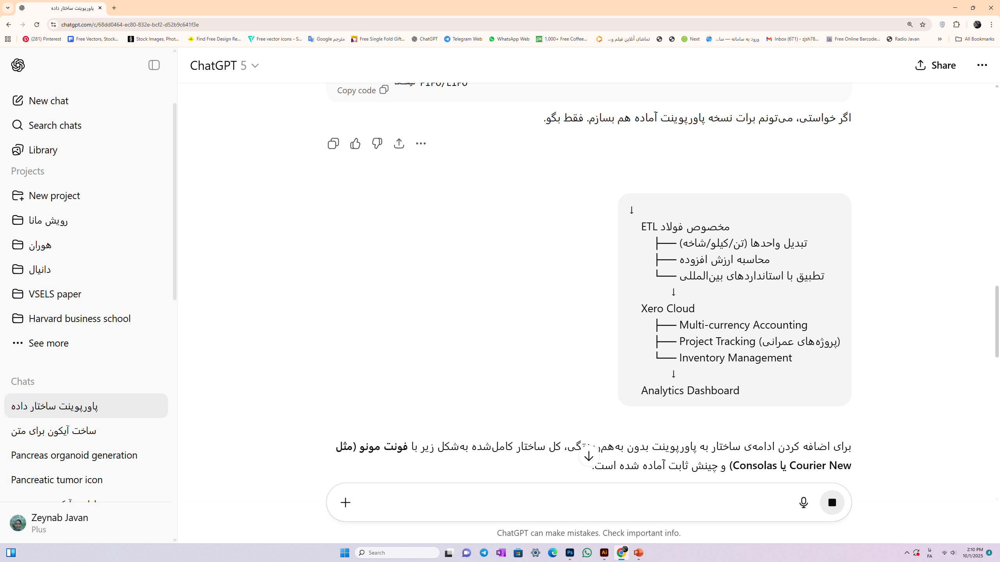 پاورپوینت ساختار داده
chatgpt.com/c/68dd0464-ec80-832e-bcf2-d52b9c641f3e
(281) Pinterest
Free Vectors, Stock...
Stock Images, Phot...
Find Free Design Re...
Free vector icons - S...
Google مترجم
Free Single Fold Gift...
ChatGPT
Telegram Web
WhatsApp Web
1,000+ Free Coffee...
تماشای آنلاین فیلم و...
Next
ورود به سامانه — سا...
Inbox (671) - zjsh78...
Free Online Barcode...
Radio Javan
All Bookmarks
ChatGPT 5
Share
New chat
Search chats
Library
Projects
New project
رویش مانا
هوران
دانیال
VSELS paper
Harvard business school
See more
Chats
پاورپوینت ساختار داده
ساخت آیکون برای متن
Pancreas organoid generation
Pancreatic tumor icon
Zeynab Javan
Plus
FIFO/LIFO
Copy code
اگر خواستی، می‌تونم برات نسخه پاورپوینت آماده هم بسازم. فقط بگو.
↓
ETL مخصوص فولاد
├── تبدیل واحدها (تن/کیلو/شاخه)
├── محاسبه ارزش افزوده
└── تطبیق با استانداردهای بین‌المللی
↓
Xero Cloud
├── Multi-currency Accounting
├── Project Tracking (پروژه‌های عمرانی)
└── Inventory Management
↓
Analytics Dashboard
برای اضافه کردن ادامه‌ی ساختار به پاورپوینت بدون به‌هم‌ریختگی، کل ساختار کامل‌شده به‌شکل زیر با فونت مونو (مثل
Courier New یا Consolas) و چینش ثابت آماده شده است:
ChatGPT can make mistakes. Check important info.
Search
فا
FA
2:10 PM
10/1/2025
4